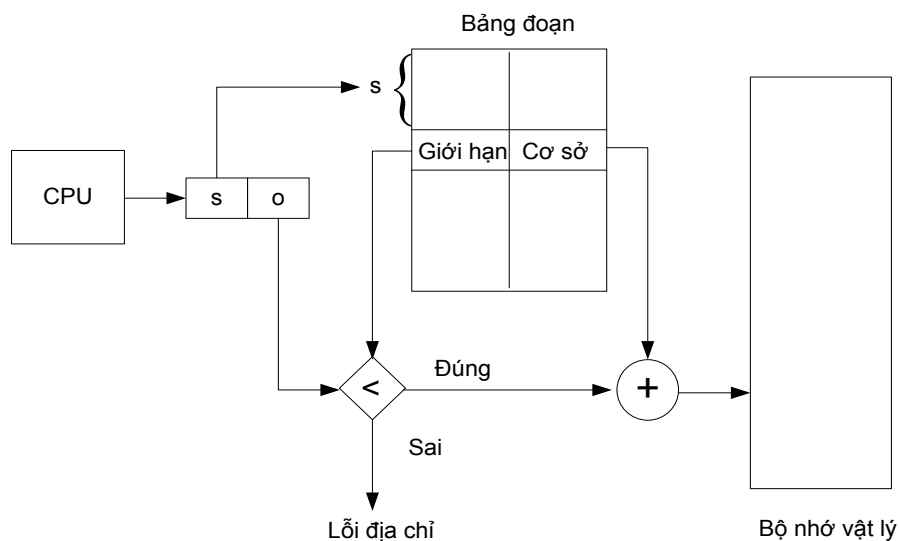 Bảng đoạn
s
Giới hạn
Cơ sở
CPU
s
o
<
Đúng
+
Sai
Lỗi địa chỉ
Bộ nhớ vật lý